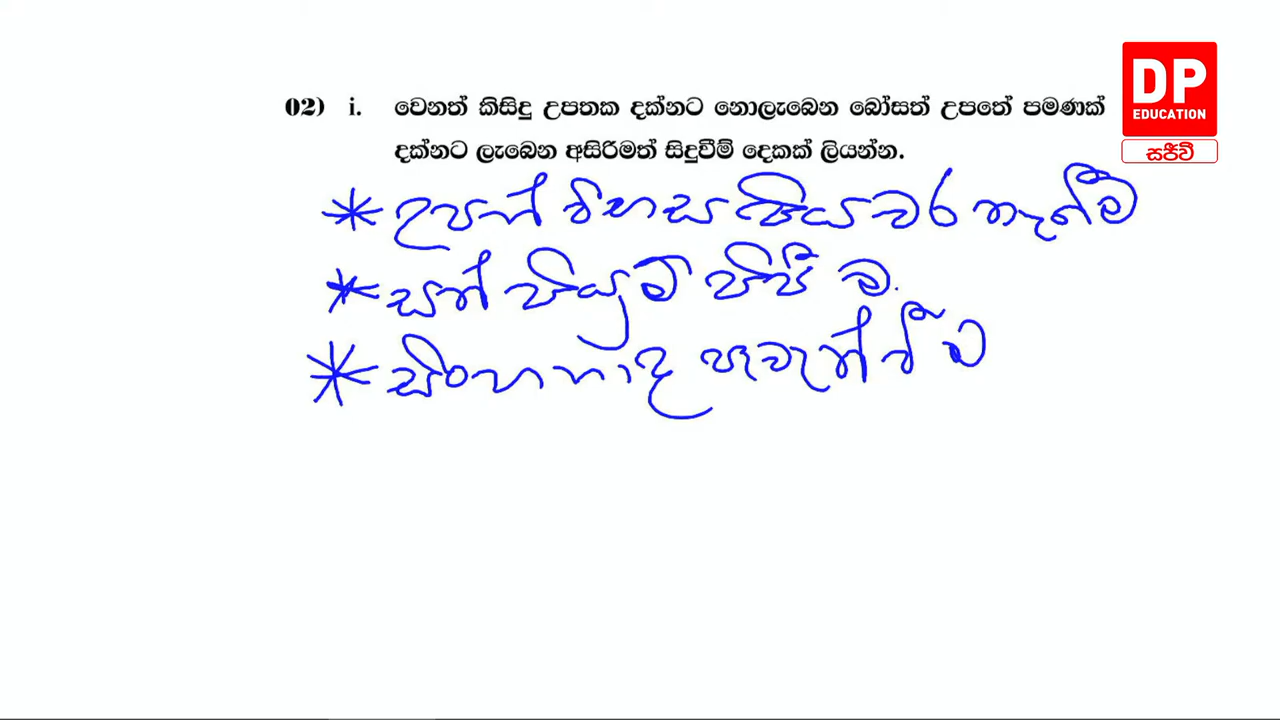 DP
EDUCATION
සජීවී
02) i. වෙනත් කිසිදු උපතක දක්නට නොලැබෙන බෝසත් උපතේ පමණක්
දක්නට ලැබෙන අසිරිමත් සිදුවීම් දෙකක් ලියන්න.
* උපන් විගස පියවර තැන්ම
* සත් පියුම් පිපීම.
* සිංහනාද පැවැත්වීම